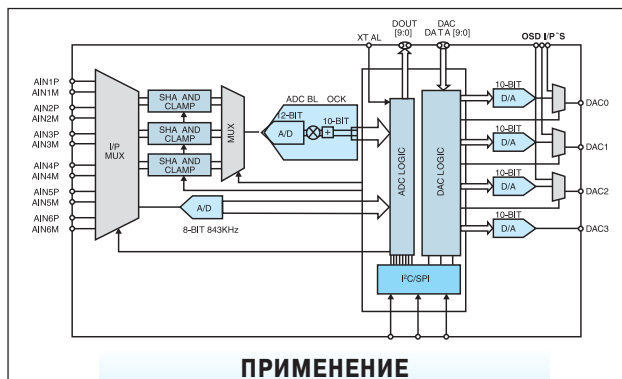 DOUT
[9:0]
DAC
DA TA [9:0]
XT AL
OSD I/P`S
AIN1P
AIN1M
AIN2P
AIN2M
AIN3P
AIN3M
AIN4P
AIN4M
AIN5P
AIN5M
AIN6P
AIN6M
I/P
MUX
SHA AND
CLAMP
SHA AND
CLAMP
SHA AND
CLAMP
MUX
ADC BL OCK
12-BIT
A/D
10-BIT
+
A/D
8-BIT 843KHz
ADC LOGIC
DAC LOGIC
I²C/SPI
10-BIT
D/A
10-BIT
D/A
10-BIT
D/A
10-BIT
D/A
DAC0
DAC1
DAC2
DAC3
ПРИМЕНЕНИЕ